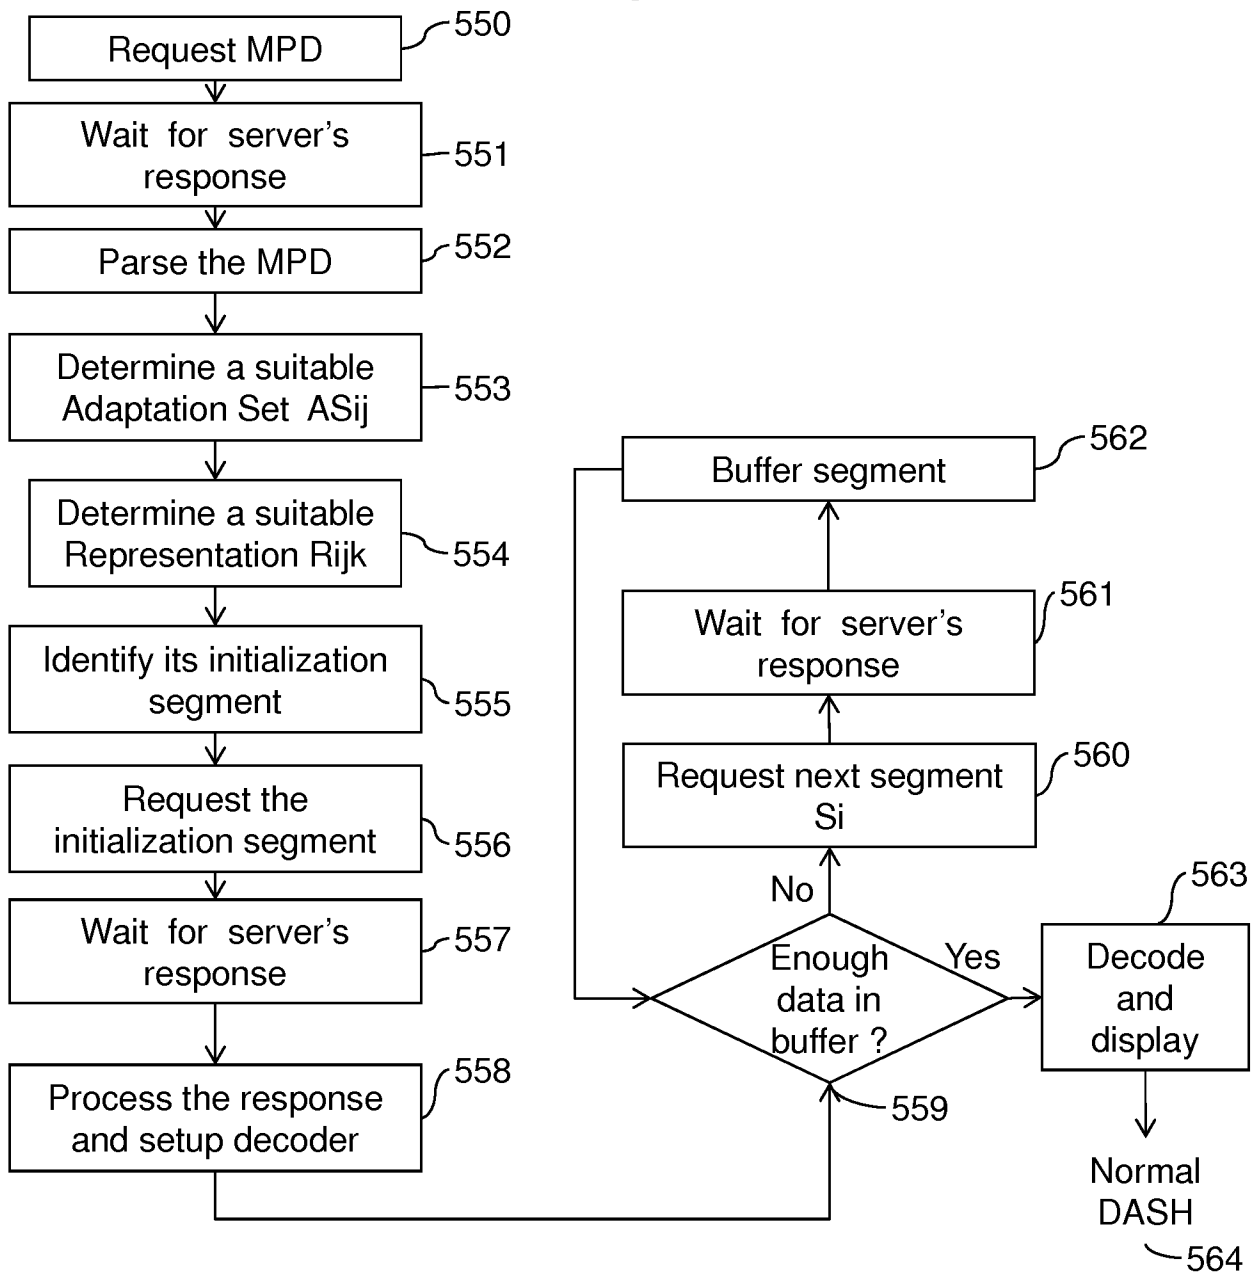 Request MPD
550
Wait for server's
response
551
Parse the MPD
552
Determine a suitable
Adaptation Set ASij
553
Determine a suitable
Representation Rijk
554
Identify its initialization
segment
555
Request the
initialization segment
556
Wait for server's
response
557
Process the response
and setup decoder
558
Enough
data in
buffer ?
559
No
Yes
Request next segment
Si
560
Wait for server's
response
561
Buffer segment
562
Decode
and
display
563
Normal
DASH
564